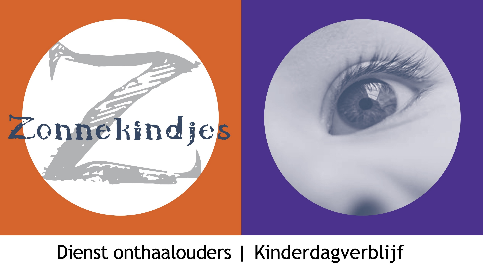 Z
Zonnekindjes
Dienst onthaalouders | Kinderdagverblijf